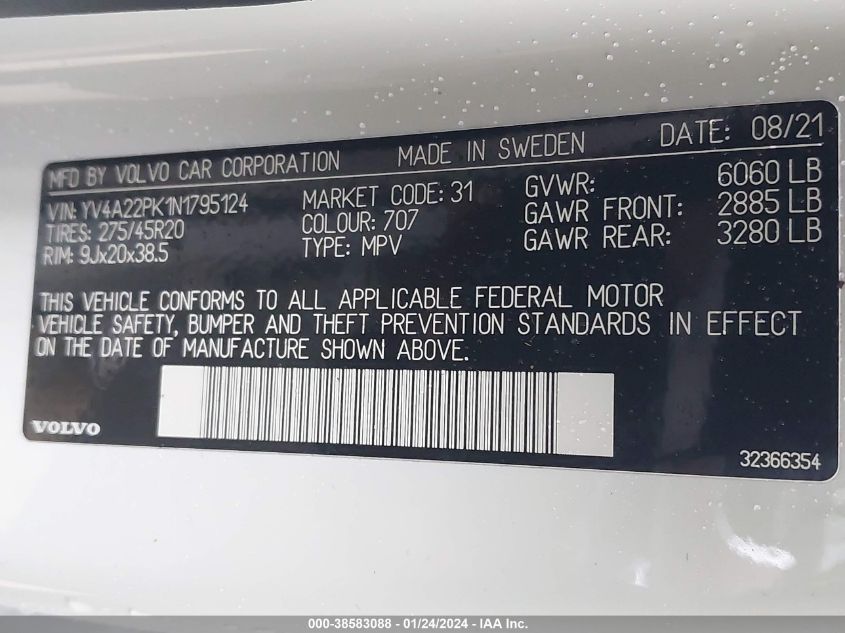 MFD BY VOLVO CAR CORPORATION MADE IN SWEDEN DATE: 08/21
VIN: YV4A22PK1N1795124 MARKET CODE: 31 GVWR: 6060 LB
TIRES: 275/45R20 COLOUR: 707 GAWR FRONT: 2885 LB
RIM: 9Jx20x38.5 TYPE: MPV GAWR REAR: 3280 LB
THIS VEHICLE CONFORMS TO ALL APPLICABLE FEDERAL MOTOR
VEHICLE SAFETY, BUMPER AND THEFT PREVENTION STANDARDS IN EFFECT
ON THE DATE OF MANUFACTURE SHOWN ABOVE.
VOLVO
32366354
000-38583088 - 01/24/2024 - IAA Inc.